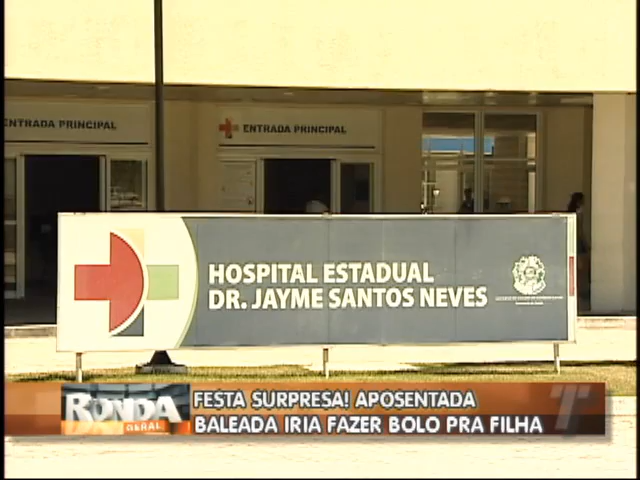 ENTRADA PRINCIPAL
ENTRADA PRINCIPAL
HOSPITAL ESTADUAL
DR. JAYME SANTOS NEVES
FESTA SURPRESA! APOSENTADA
BALEADA IRIA FAZER BOLO PRA FILHA
RONDA
GERAL
T